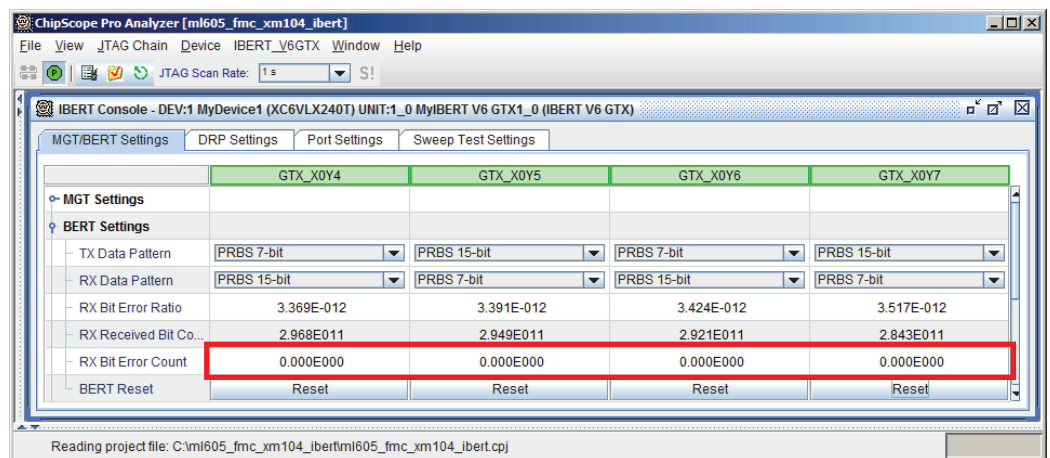 ChipScope Pro Analyzer [ml605_fmc_xm104_ibert]
File View JTAG Chain Device IBERT_V6GTX Window Help
JTAG Scan Rate: 1 s S!
IBERT Console - DEV:1 MyDevice1 (XC6VLX240T) UNIT:1_0 MyIBERT V6 GTX1_0 (IBERT V6 GTX)
MGT/BERT Settings DRP Settings Port Settings Sweep Test Settings
GTX_X0Y4 GTX_X0Y5 GTX_X0Y6 GTX_X0Y7
MGT Settings
BERT Settings
TX Data Pattern PRBS 7-bit PRBS 15-bit PRBS 7-bit PRBS 15-bit
RX Data Pattern PRBS 15-bit PRBS 7-bit PRBS 15-bit PRBS 7-bit
RX Bit Error Ratio 3.369E-012 3.391E-012 3.424E-012 3.517E-012
RX Received Bit Co... 2.968E011 2.949E011 2.921E011 2.843E011
RX Bit Error Count 0.000E000 0.000E000 0.000E000 0.000E000
BERT Reset Reset Reset Reset Reset
Reading project file: C:\ml605_fmc_xm104_ibert\ml605_fmc_xm104_ibert.cpj